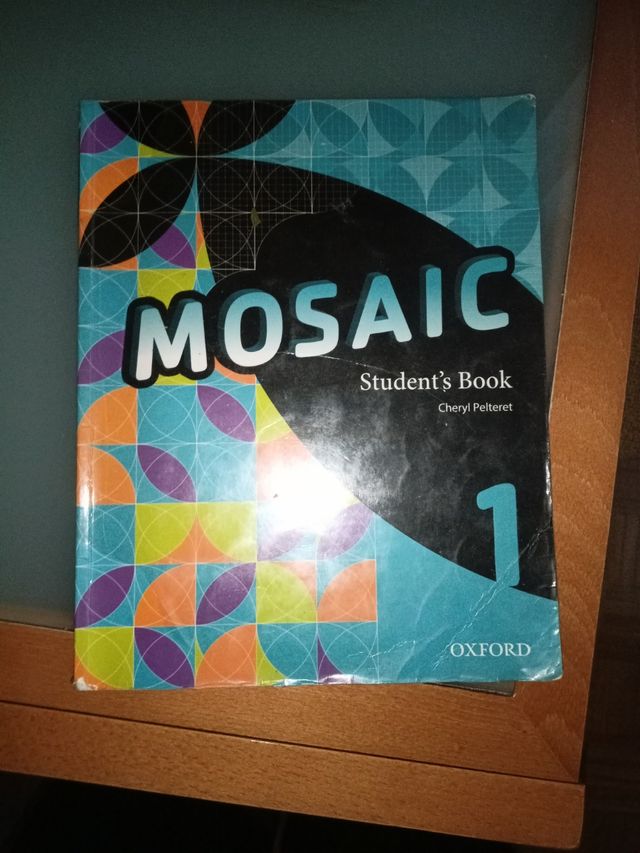 MOSAIC
Student's Book
Cheryl Pelteret
1
OXFORD